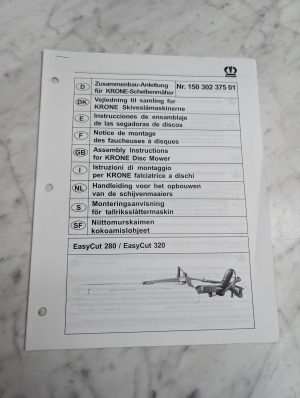 D Zusammenbau-Anleitung
für KRONE-Scheibenmäher
Nr. 150 302 375 01
DK Vejledning til samling for
KRONE Skiveslåmaskinerne
E Instrucciones de ensamblaje
de las segadoras de discos
F Notice de montage
des faucheuses à disques
GB Assembly Instructions
for KRONE Disc Mower
I Istruzioni di montaggio
per KRONE falciatrice à dischi
NL Handleiding voor het opbouwen
van de schijvenmaaiers
S Monteringsanvisning
för tallriksslåttermaskin
SF Niittomurskaimen
kokoamislohjeet
EasyCut 280 / EasyCut 320